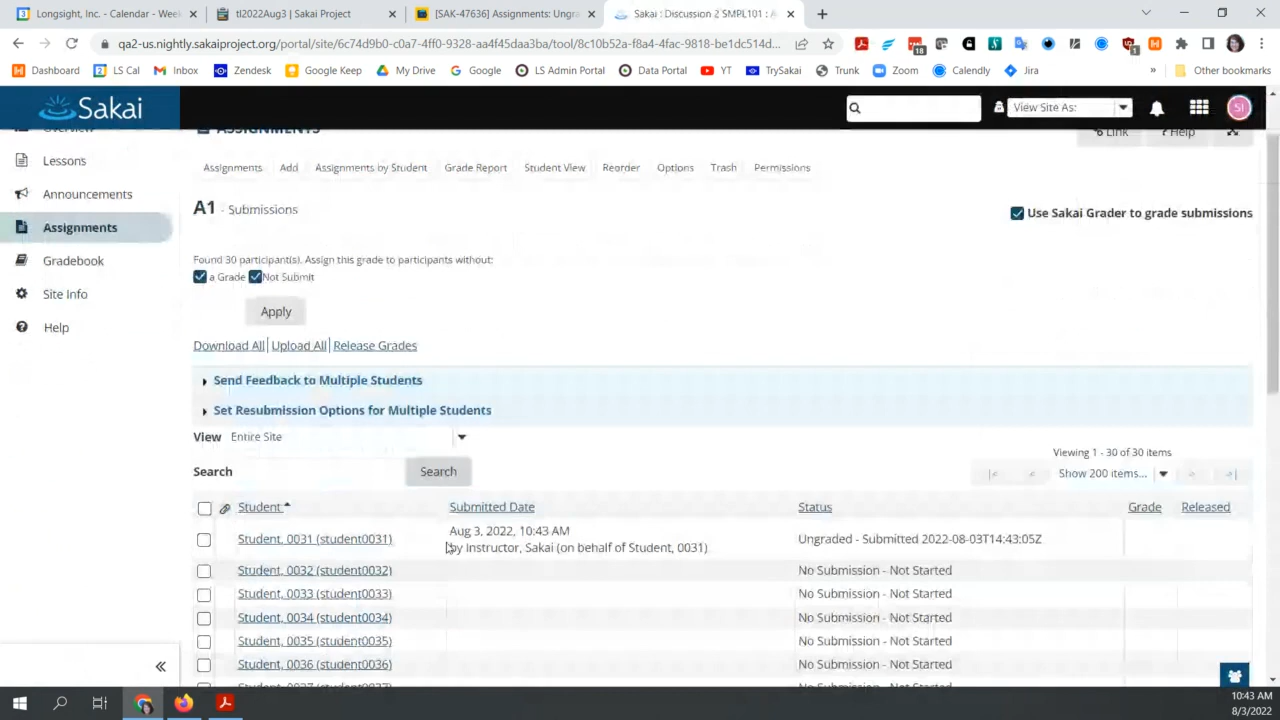 Longsight, Inc. - Calendar - Week
tl2022Aug3 | Sakai Project
[SAK-47636] Assignments: Ungra
Sakai : Discussion 2 SMPL101 : A
qa2-us.nightly.sakaiproject.org/portal/site/6c74d9b0-c0a7-4ff0-9328-aa4f45daa3ba/tool/8c10b52a-f8a4-4fac-9818-be1dc514d...
18
1
Dashboard
LS Cal
Inbox
Zendesk
Google Keep
My Drive
Google
LS Admin Portal
Data Portal
YT
TrySakai
Trunk
Zoom
Calendly
Jira
»
Other bookmarks
Sakai
View Site As:
SI
Overview
Lessons
Announcements
Assignments
Gradebook
Site Info
Help
ASSIGNMENTS
Link
? Help
Assignments Add Assignments by Student Grade Report Student View Reorder Options Trash Permissions
A1 - Submissions
Use Sakai Grader to grade submissions
Found 30 participant(s). Assign this grade to participants without:
a Grade Not Submit
Apply
Download All | Upload All | Release Grades
Send Feedback to Multiple Students
Set Resubmission Options for Multiple Students
View Entire Site
Viewing 1 - 30 of 30 items
Search Search
Show 200 items...
Student Submitted Date Status Grade Released
Student, 0031 (student0031) Aug 3, 2022, 10:43 AM
by Instructor, Sakai (on behalf of Student, 0031) Ungraded - Submitted 2022-08-03T14:43:05Z
Student, 0032 (student0032) No Submission - Not Started
Student, 0033 (student0033) No Submission - Not Started
Student, 0034 (student0034) No Submission - Not Started
Student, 0035 (student0035) No Submission - Not Started
Student, 0036 (student0036) No Submission - Not Started
10:43 AM
8/3/2022